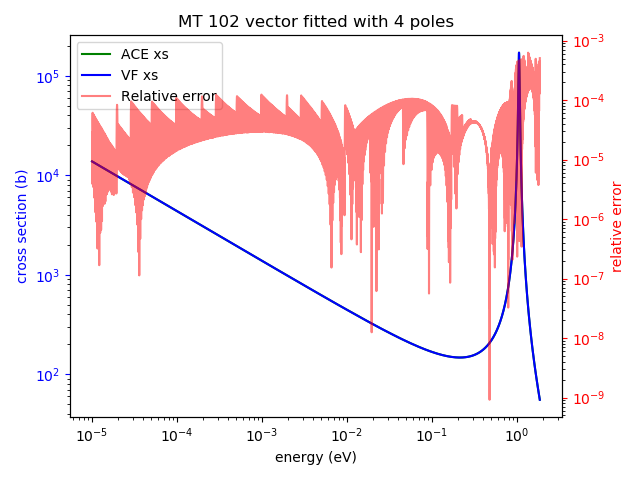 MT 102 vector fitted with 4 poles
ACE xs
VF xs
Relative error
cross section (b)
10^5
10^4
10^3
10^2
10^-3
10^-4
10^-5
10^-6
10^-7
10^-8
10^-9
relative error
10^-5 10^-4 10^-3 10^-2 10^-1 10^0
energy (eV)